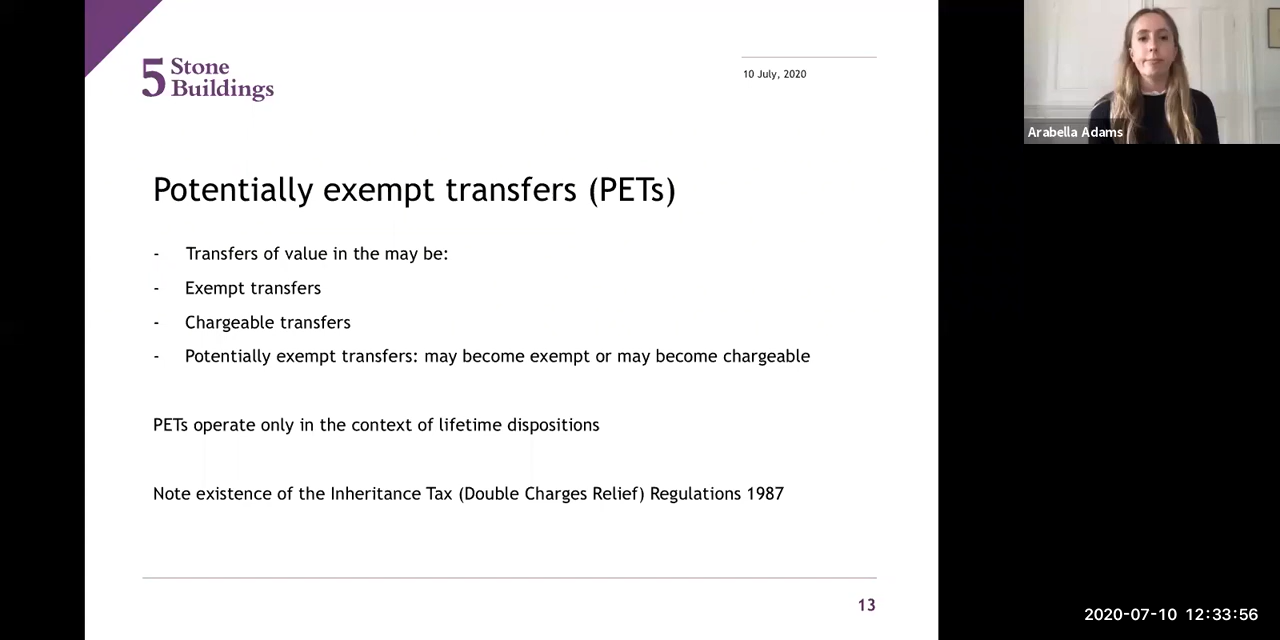 5 Stone
Buildings
10 July, 2020
Arabella Adams
Potentially exempt transfers (PETs)
- Transfers of value in the may be:
- Exempt transfers
- Chargeable transfers
- Potentially exempt transfers: may become exempt or may become chargeable
PETs operate only in the context of lifetime dispositions
Note existence of the Inheritance Tax (Double Charges Relief) Regulations 1987
13
2020-07-10 12:33:56